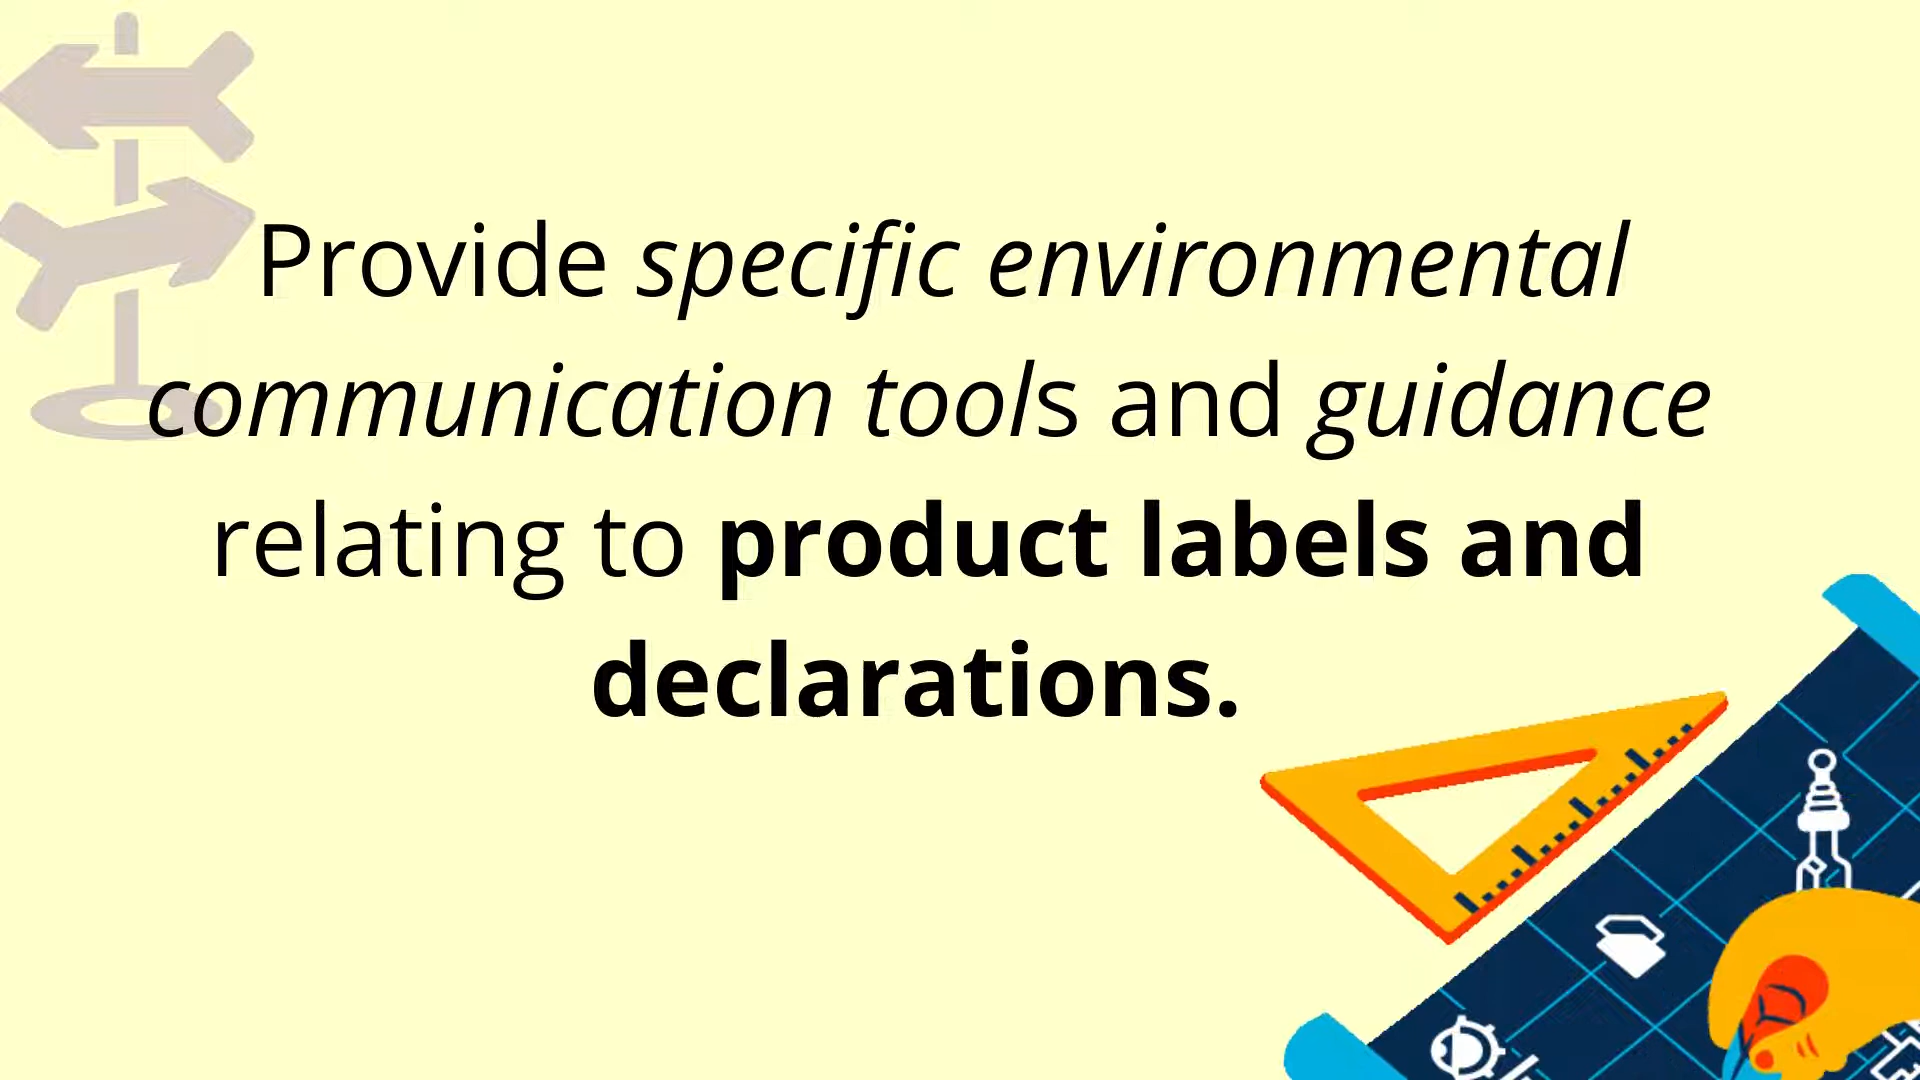 Provide specific environmental
communication tools and guidance
relating to product labels and
declarations.